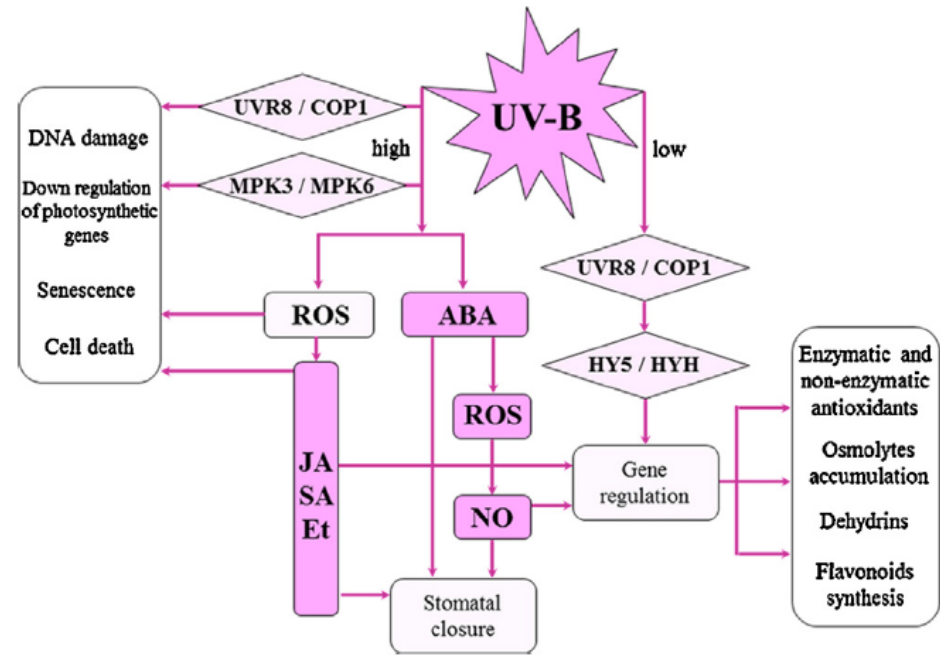 UV-B
high
low
UVR8 / COP1
MPK3 / MPK6
DNA damage
Down regulation
of photosynthetic
genes
Senescence
Cell death
ROS
ABA
UVR8 / COP1
HY5 / HYH
ROS
JA
SA
Et
NO
Gene
regulation
Stomatal
closure
Enzymatic and
non-enzymatic
antioxidants
Osmolytes
accumulation
Dehydrins
Flavonoids
synthesis